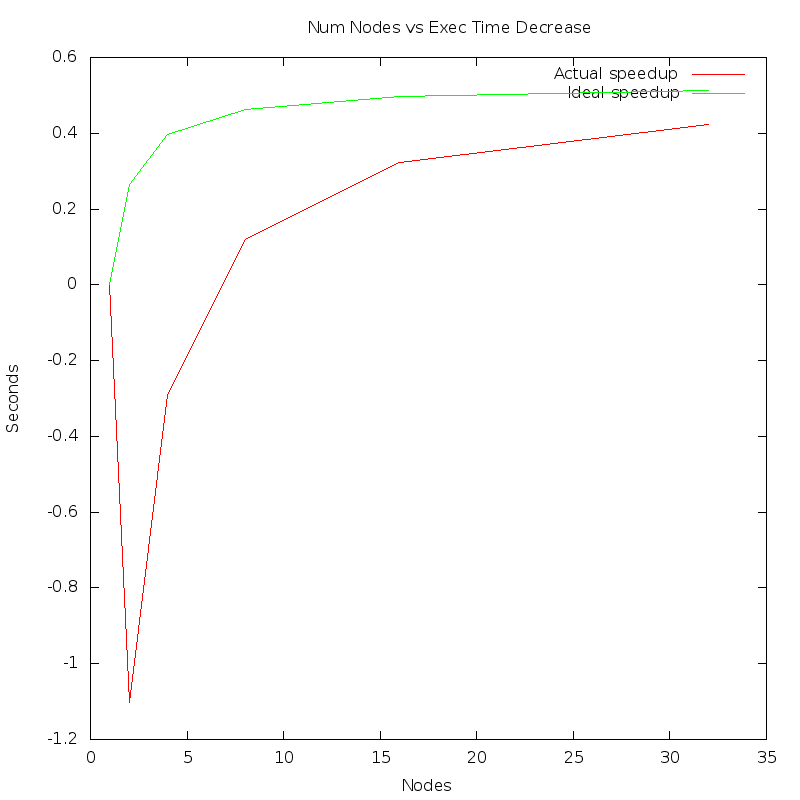 Num Nodes vs Exec Time Decrease
Actual speedup
Ideal speedup
0.6
0.4
0.2
0
-0.2
-0.4
-0.6
-0.8
-1
-1.2
Seconds
0 5 10 15 20 25 30 35
Nodes